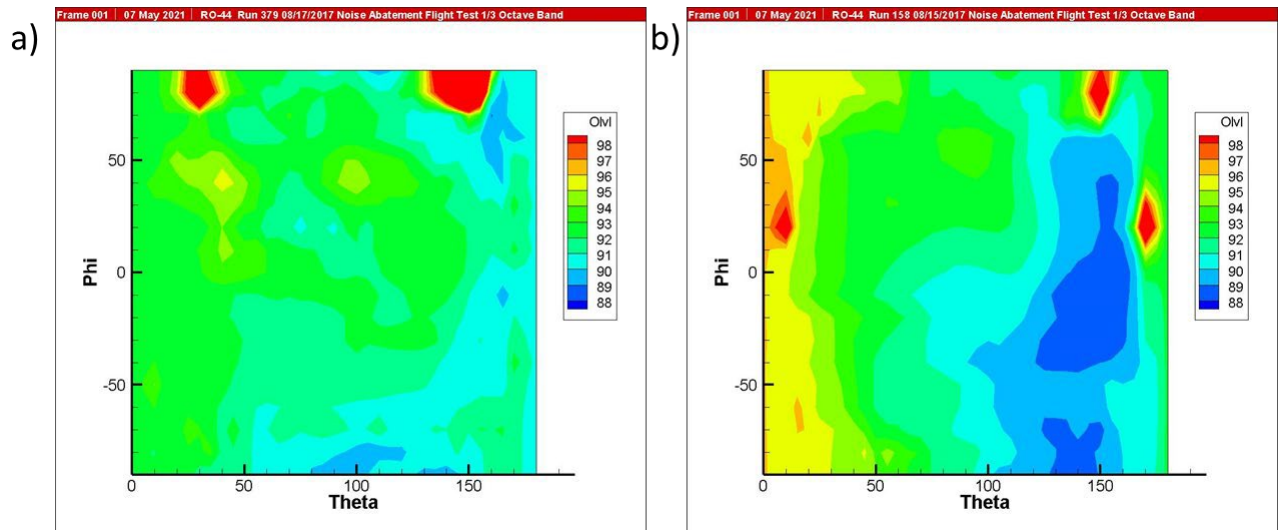 a)
Frame 001 | 07 May 2021 | RO-44 Run 379 08/17/2017 Noise Abatement Flight Test 1/3 Octave Band
Olvl
98
97
96
95
94
93
92
91
90
89
88
50
0
-50
Phi
0 50 100 150
Theta
b)
Frame 001 | 07 May 2021 | RO-44 Run 158 08/15/2017 Noise Abatement Flight Test 1/3 Octave Band
Olvl
98
97
96
95
94
93
92
91
90
89
88
50
0
-50
Phi
0 50 100 150
Theta